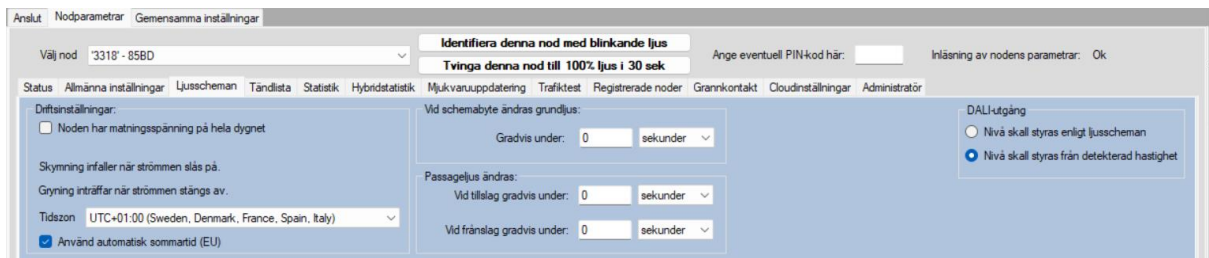 Anslut Nodparametrar Gemensamma inställningar
Välj nod '3318' - 85BD
Identifiera denna nod med blinkande ljus
Tvinga denna nod till 100% ljus i 30 sek
Ange eventuell PIN-kod här:
Inläsning av nodens parametrar: Ok
Status Allmänna inställningar Ljusscheman Tändlista Statistik Hybridstatistik Mjukvaruuppdatering Trafiktest Registrerade noder Grannkontakt Cloudinställningar Administratör
Driftsinställningar:
Noden har matningsspänning på hela dygnet
Skymning infaller när strömmen slås på.
Gryning inträffar när strömmen stängs av.
Tidszon UTC+01:00 (Sweden, Denmark, France, Spain, Italy)
Använd automatisk sommartid (EU)
Vid schemabyte ändras grundljus:
Gradvis under: 0 sekunder
Passageljus ändras:
Vid tillslag gradvis under: 0 sekunder
Vid frånslag gradvis under: 0 sekunder
DALI-utgång
Nivå skall styras enligt ljusscheman
Nivå skall styras från detekterad hastighet